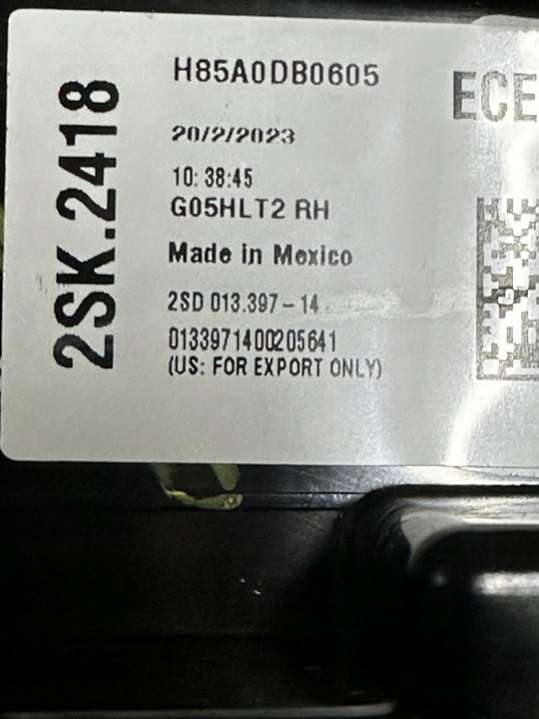 2SK.2418
H85A0DB0605
ECE
20/2/2023
10:38:45
G05HLT2 RH
Made in Mexico
2SD 013.397-14
0133971400205641
(US: FOR EXPORT ONLY)